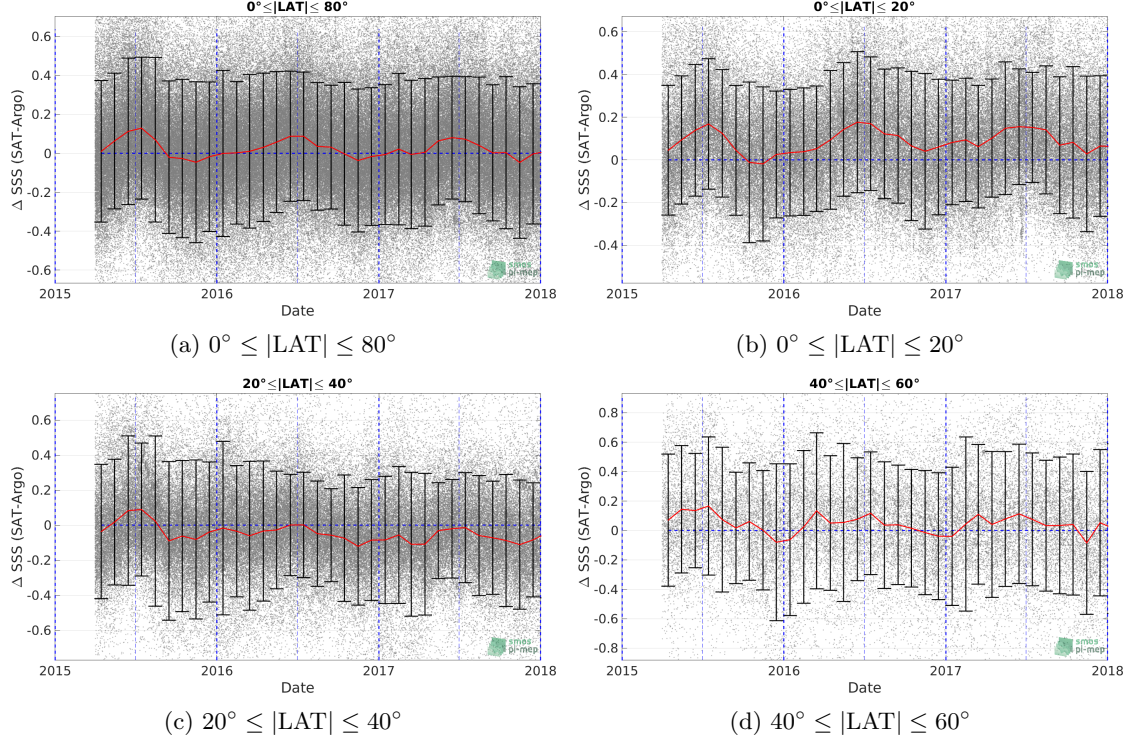 0°≤|LAT|≤ 80°
0.6
0.4
0.2
0
-0.2
-0.4
-0.6
Δ SSS (SAT-Argo)
2015
2016
2017
2018
Date
smos
pi-mep
(a) 0° ≤ |LAT| ≤ 80°
0°≤|LAT|≤ 20°
0.6
0.4
0.2
0
-0.2
-0.4
Δ SSS (SAT-Argo)
2015
2016
2017
2018
Date
smos
pi-mep
(b) 0° ≤ |LAT| ≤ 20°
20°≤|LAT|≤ 40°
0.6
0.4
0.2
0
-0.2
-0.4
-0.6
Δ SSS (SAT-Argo)
2015
2016
2017
2018
Date
smos
pi-mep
(c) 20° ≤ |LAT| ≤ 40°
40°≤|LAT|≤ 60°
0.8
0.6
0.4
0.2
0
-0.2
-0.4
-0.6
-0.8
Δ SSS (SAT-Argo)
2015
2016
2017
2018
Date
smos
pi-mep
(d) 40° ≤ |LAT| ≤ 60°